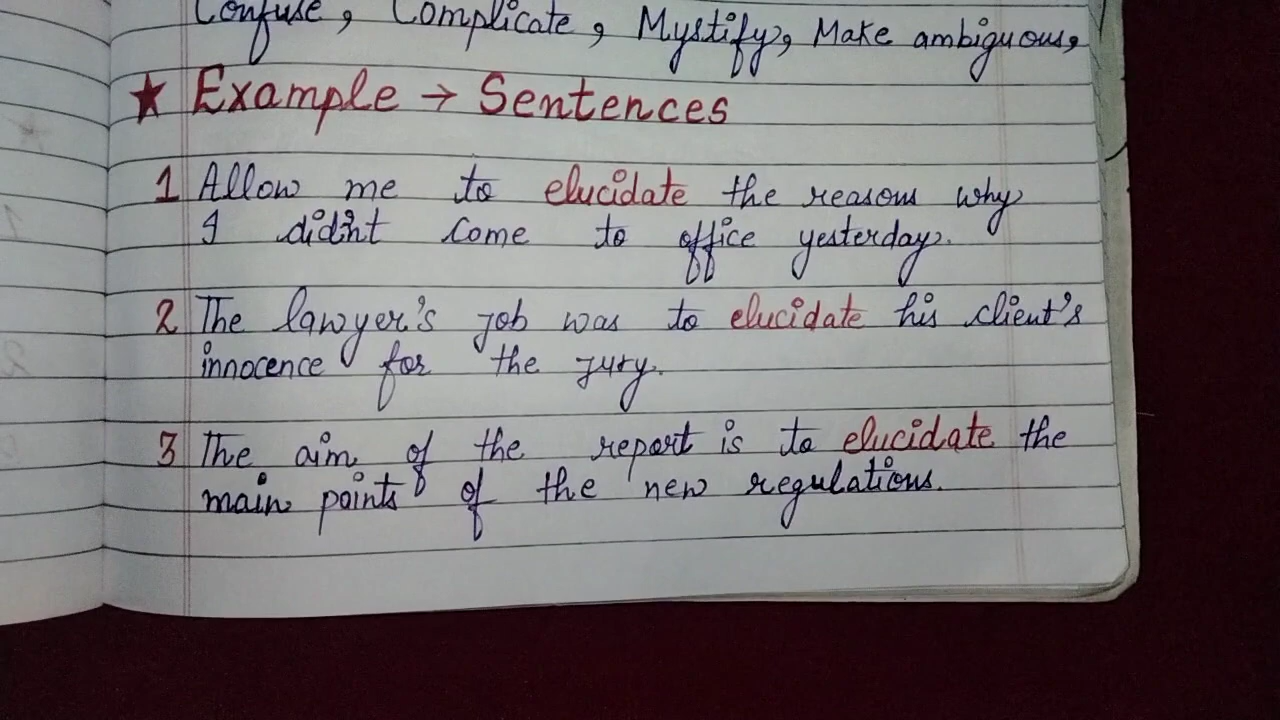 Confuse, Complicate, Mystify, Make ambiguous,
★ Example → Sentences
1 Allow me to elucidate the reasons why
I didn't come to office yesterday.
2 The lawyer's job was to elucidate his client's
innocence for the jury.
3 The aim of the report is to elucidate the
main points of the new regulations.